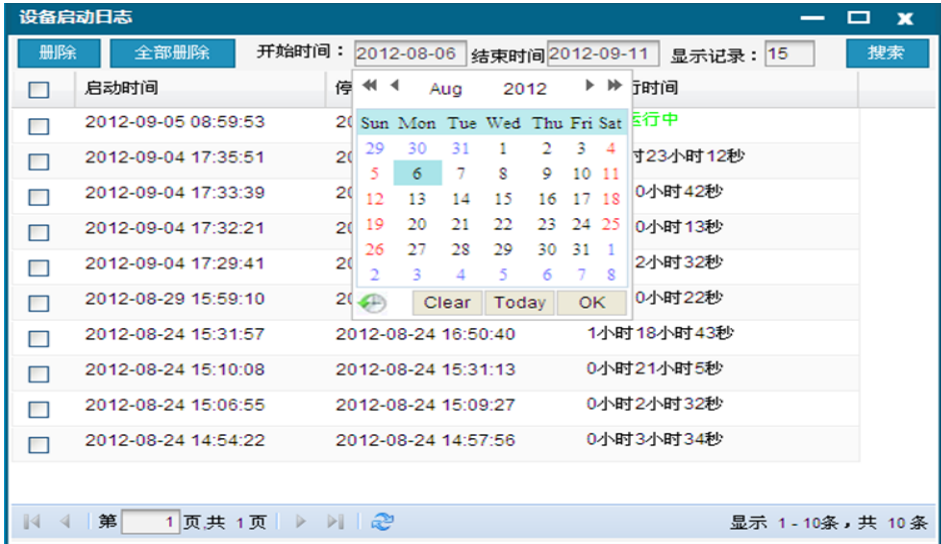 设备启动日志
删除 全部删除 开始时间： 2012-08-06 结束时间 2012-09-11 显示记录： 15 搜索
启动时间 停 行时间
Aug 2012
Sun Mon Tue Wed Thu Fri Sat
29 30 31 1 2 3 4
5 6 7 8 9 10 11
12 13 14 15 16 17 18
19 20 21 22 23 24 25
26 27 28 29 30 31 1
2 3 4 5 6 7 8
Clear Today OK
2012-09-05 08:59:53 20 运行中
2012-09-04 17:35:51 20 时23小时12秒
2012-09-04 17:33:39 20 0小时42秒
2012-09-04 17:32:21 20 0小时13秒
2012-09-04 17:29:41 20 2小时32秒
2012-08-29 15:59:10 20 0小时22秒
2012-08-24 15:31:57 2012-08-24 16:50:40 1小时18小时43秒
2012-08-24 15:10:08 2012-08-24 15:31:13 0小时21小时5秒
2012-08-24 15:06:55 2012-08-24 15:09:27 0小时2小时32秒
2012-08-24 14:54:22 2012-08-24 14:57:56 0小时3小时34秒
第 1 页,共 1 页 显示 1 - 10条，共 10 条